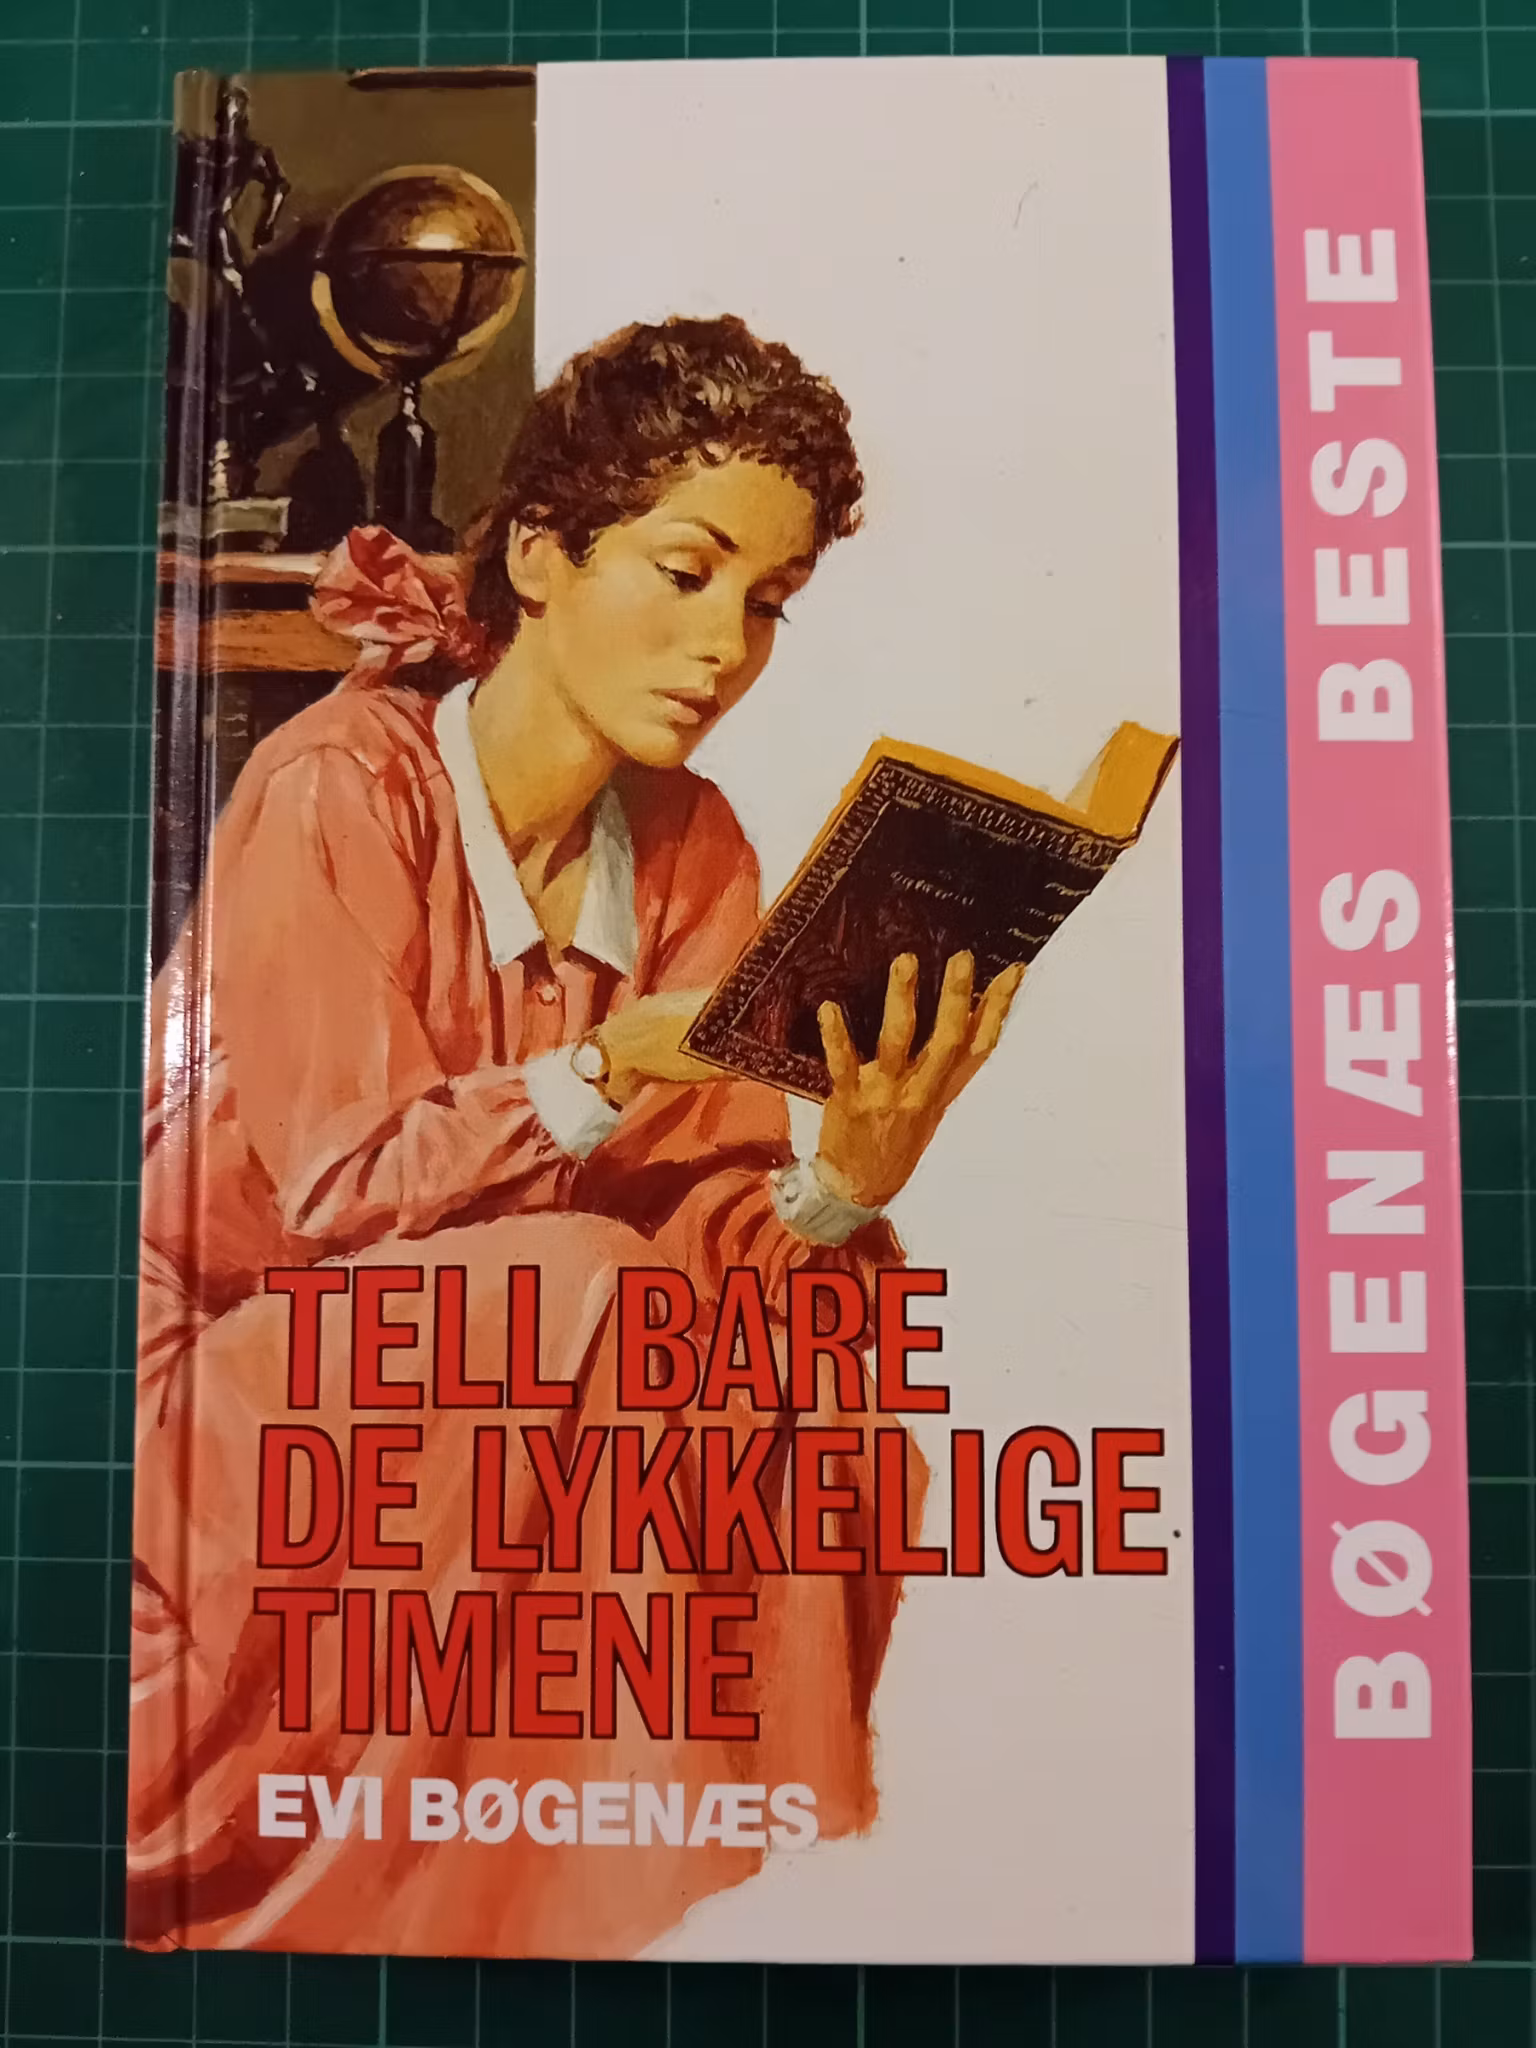 TELL BARE
DE LYKKELIGE
TIMENE
EVI BØGENÆS
BØGENÆS BESTE